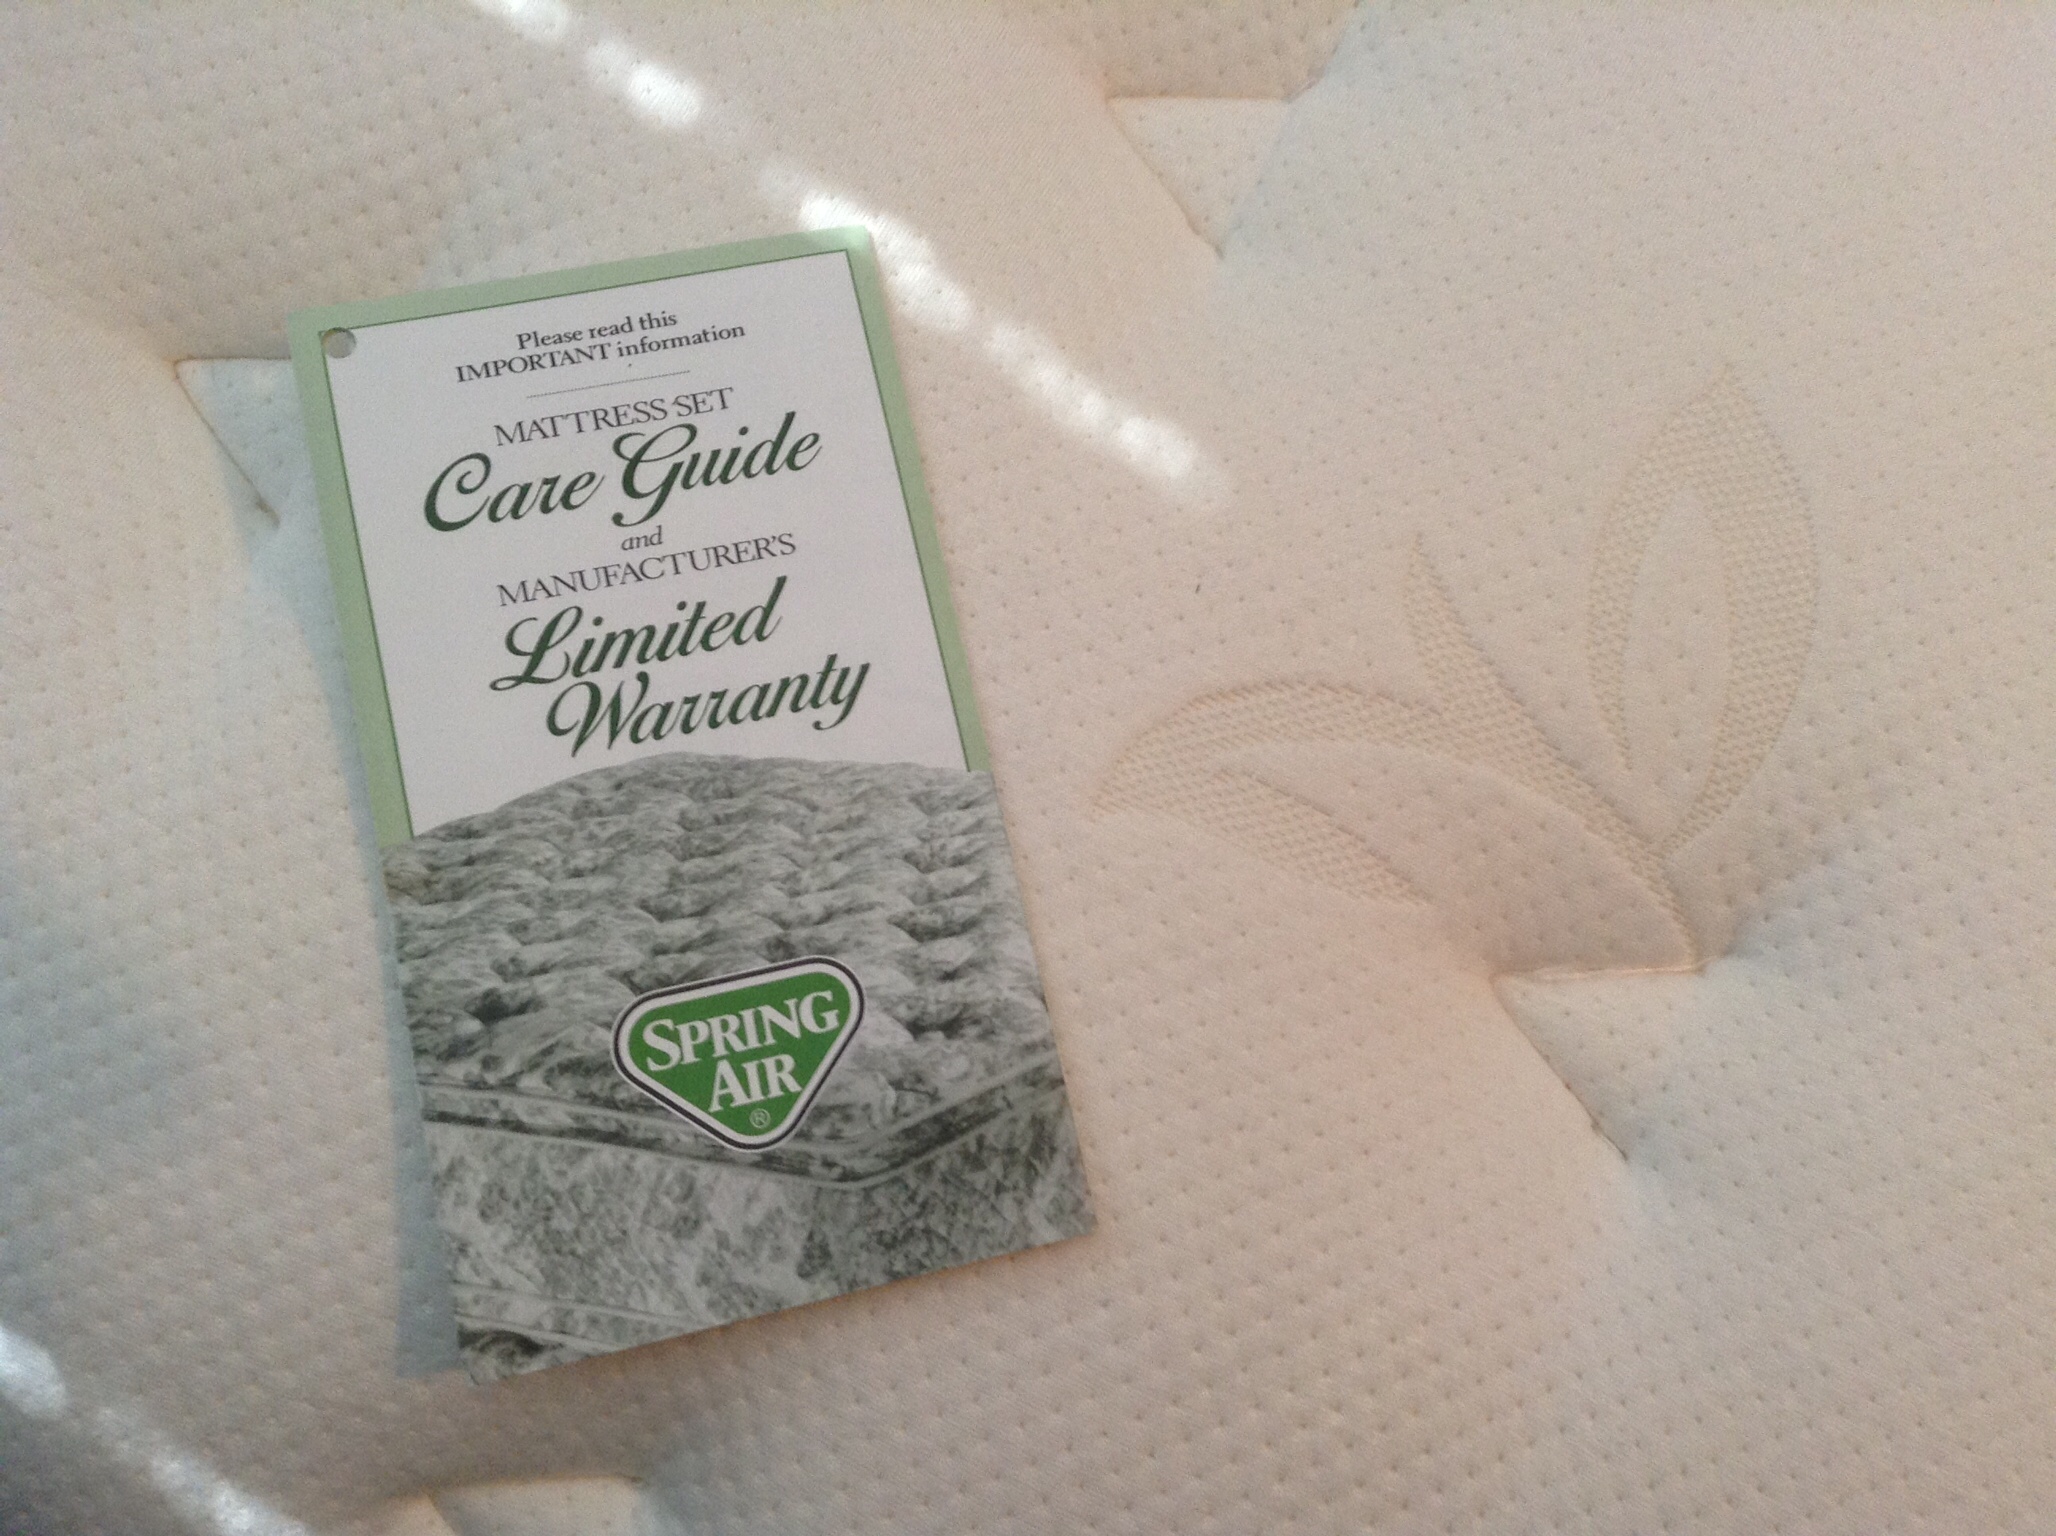 Please read this
IMPORTANT information
MATTRESS SET
Care Guide
and
MANUFACTURER'S
Limited
Warranty
SPRING
AIR
®